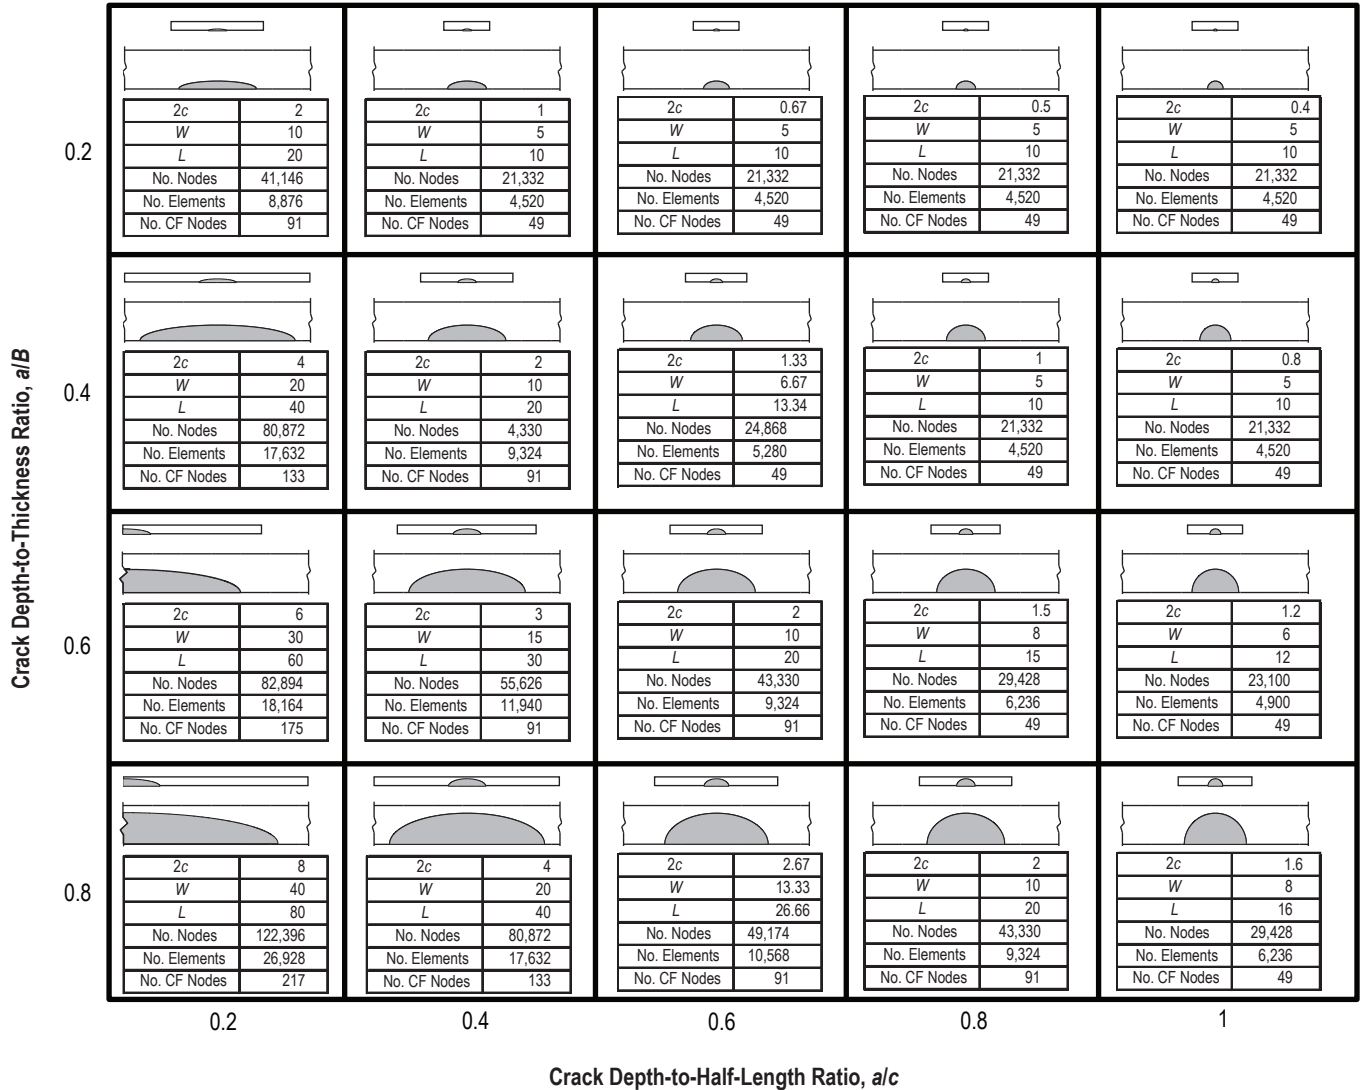 Crack Depth-to-Thickness Ratio, a/B
0.2
2c 2
W 10
L 20
No. Nodes 41,146
No. Elements 8,876
No. CF Nodes 91
2c 1
W 5
L 10
No. Nodes 21,332
No. Elements 4,520
No. CF Nodes 49
2c 0.67
W 5
L 10
No. Nodes 21,332
No. Elements 4,520
No. CF Nodes 49
2c 0.5
W 5
L 10
No. Nodes 21,332
No. Elements 4,520
No. CF Nodes 49
2c 0.4
W 5
L 10
No. Nodes 21,332
No. Elements 4,520
No. CF Nodes 49
0.4
2c 4
W 20
L 40
No. Nodes 80,872
No. Elements 17,632
No. CF Nodes 133
2c 2
W 10
L 20
No. Nodes 4,330
No. Elements 9,324
No. CF Nodes 91
2c 1.33
W 6.67
L 13.34
No. Nodes 24,868
No. Elements 5,280
No. CF Nodes 49
2c 1
W 5
L 10
No. Nodes 21,332
No. Elements 4,520
No. CF Nodes 49
2c 0.8
W 5
L 10
No. Nodes 21,332
No. Elements 4,520
No. CF Nodes 49
0.6
2c 6
W 30
L 60
No. Nodes 82,894
No. Elements 18,164
No. CF Nodes 175
2c 3
W 15
L 30
No. Nodes 55,626
No. Elements 11,940
No. CF Nodes 91
2c 2
W 10
L 20
No. Nodes 43,330
No. Elements 9,324
No. CF Nodes 91
2c 1.5
W 8
L 15
No. Nodes 29,428
No. Elements 6,236
No. CF Nodes 49
2c 1.2
W 6
L 12
No. Nodes 23,100
No. Elements 4,900
No. CF Nodes 49
0.8
2c 8
W 40
L 80
No. Nodes 122,396
No. Elements 26,928
No. CF Nodes 217
2c 4
W 20
L 40
No. Nodes 80,872
No. Elements 17,632
No. CF Nodes 133
2c 2.67
W 13.33
L 26.66
No. Nodes 49,174
No. Elements 10,568
No. CF Nodes 91
2c 2
W 10
L 20
No. Nodes 43,330
No. Elements 9,324
No. CF Nodes 91
2c 1.6
W 8
L 16
No. Nodes 29,428
No. Elements 6,236
No. CF Nodes 49
0.2 0.4 0.6 0.8 1
Crack Depth-to-Half-Length Ratio, a/c